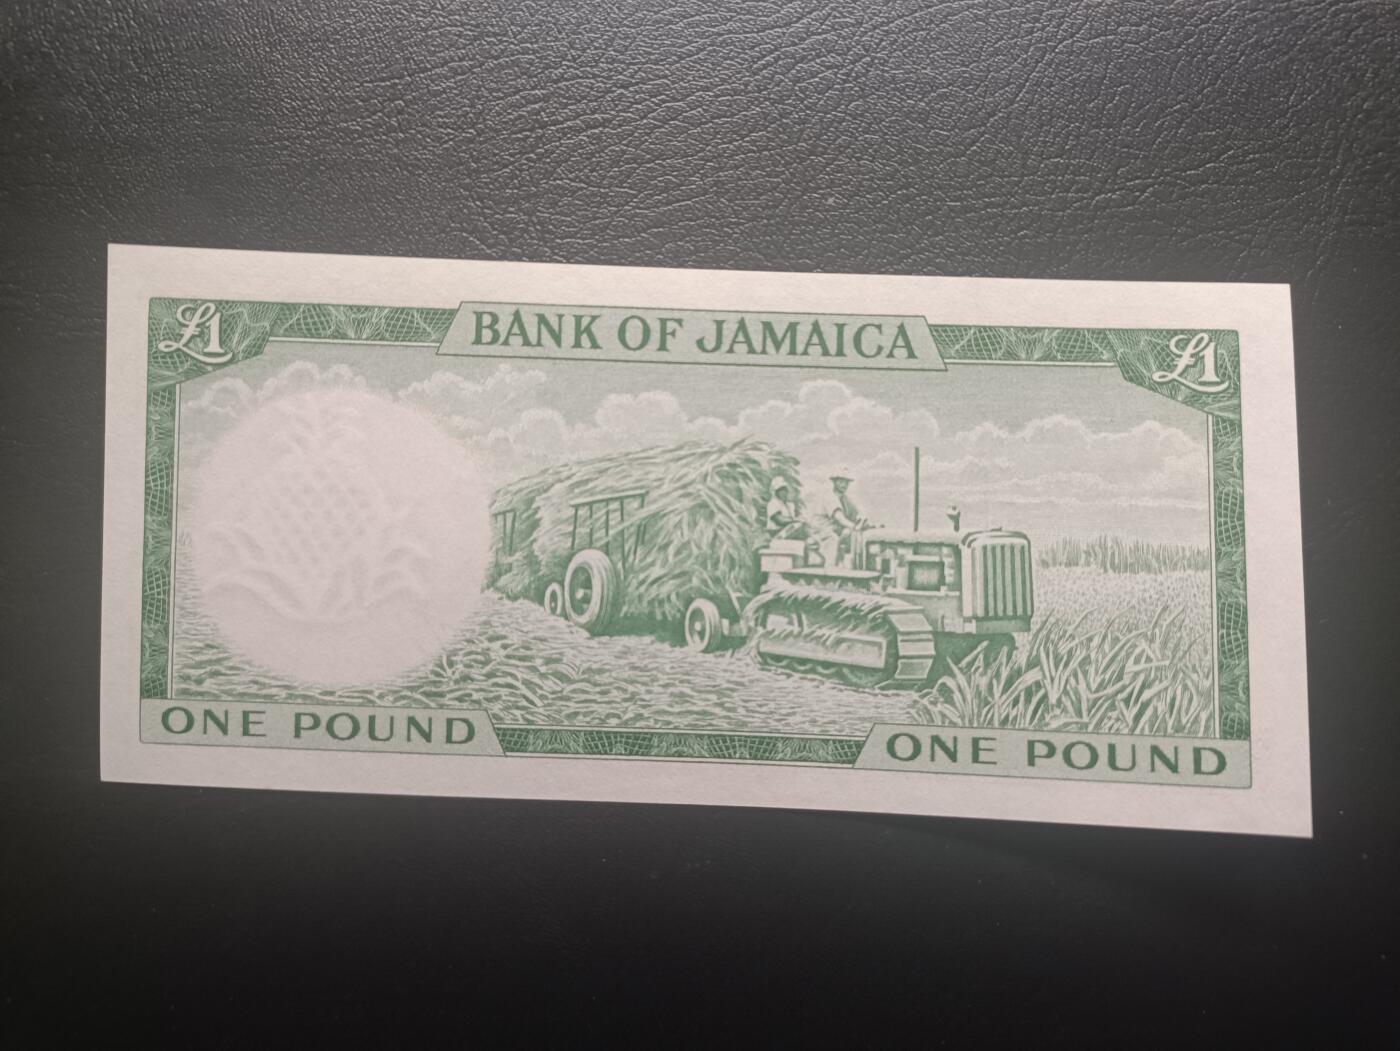 £1
BANK OF JAMAICA
£1
ONE POUND
ONE POUND